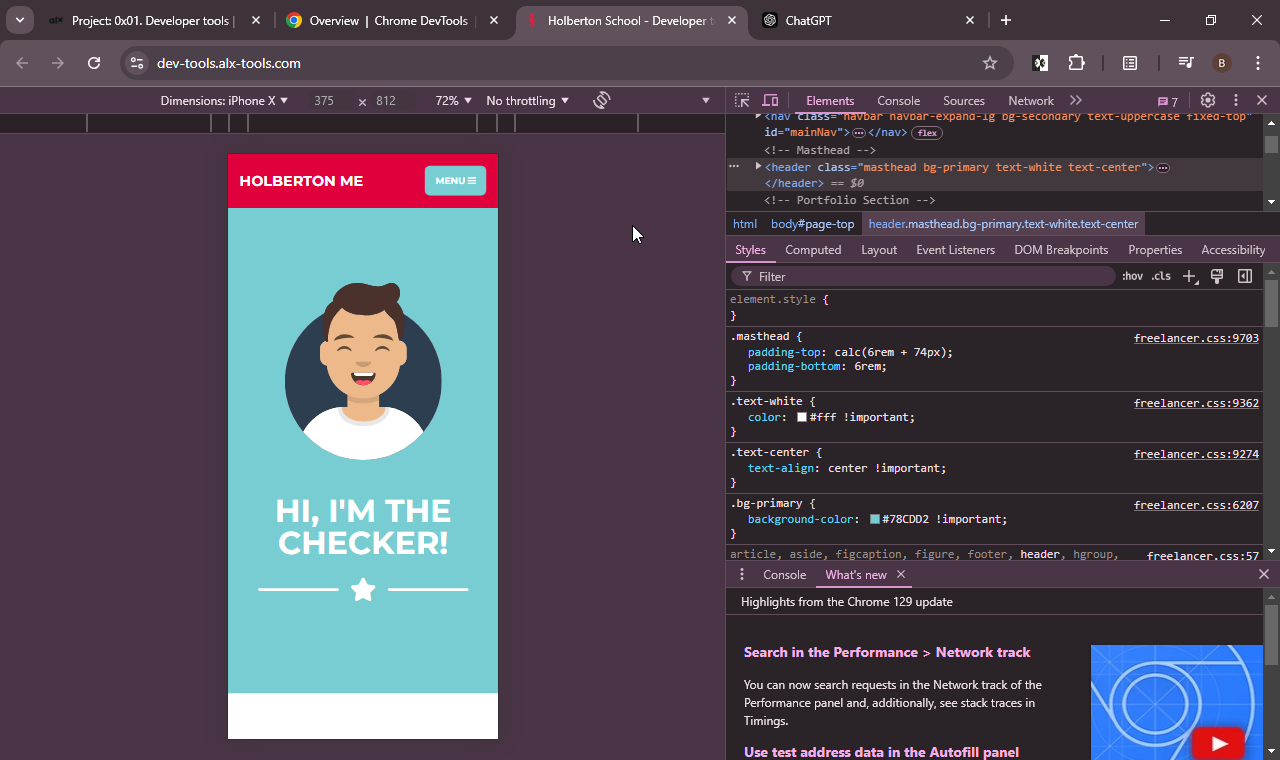 Project: 0x01. Developer tools |
Overview | Chrome DevTools
Holberton School - Developer t
ChatGPT
dev-tools.alx-tools.com
B
Dimensions: iPhone X
375
×
812
72%
No throttling
Elements
Console
Sources
Network
7
<nav class="navbar navbar-expand-lg bg-secondary text-uppercase fixed-top"
id="mainNav"> </nav> flex
<!-- Masthead -->
<header class="masthead bg-primary text-white text-center">
</header> == $0
<!-- Portfolio Section -->
html
body#page-top
header.masthead.bg-primary.text-white.text-center
Styles
Computed
Layout
Event Listeners
DOM Breakpoints
Properties
Accessibility
Filter
:hov
.cls
element.style {
}
.masthead {
freelancer.css:9703
padding-top: calc(6rem + 74px);
padding-bottom: 6rem;
}
.text-white {
freelancer.css:9362
color: #fff !important;
}
.text-center {
freelancer.css:9274
text-align: center !important;
}
.bg-primary {
freelancer.css:6207
background-color: #78CDD2 !important;
}
article, aside, figcaption, figure, footer, header, hgroup,
freelancer.css:57
HOLBERTON ME
MENU
HI, I'M THE
CHECKER!
Console
What's new
Highlights from the Chrome 129 update
Search in the Performance > Network track
You can now search requests in the Network track of the
Performance panel and, additionally, see stack traces in
Timings.
Use test address data in the Autofill panel